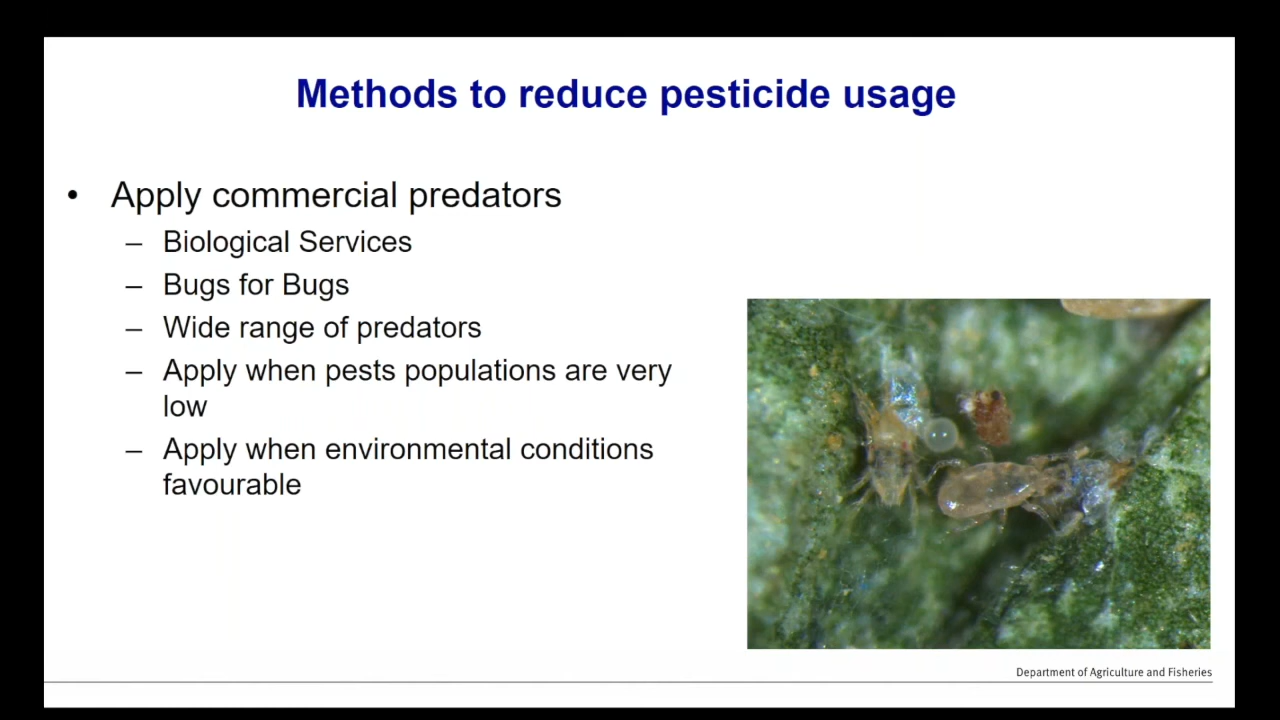 Methods to reduce pesticide usage
• Apply commercial predators
– Biological Services
– Bugs for Bugs
– Wide range of predators
– Apply when pests populations are very
low
– Apply when environmental conditions
favourable
Department of Agriculture and Fisheries